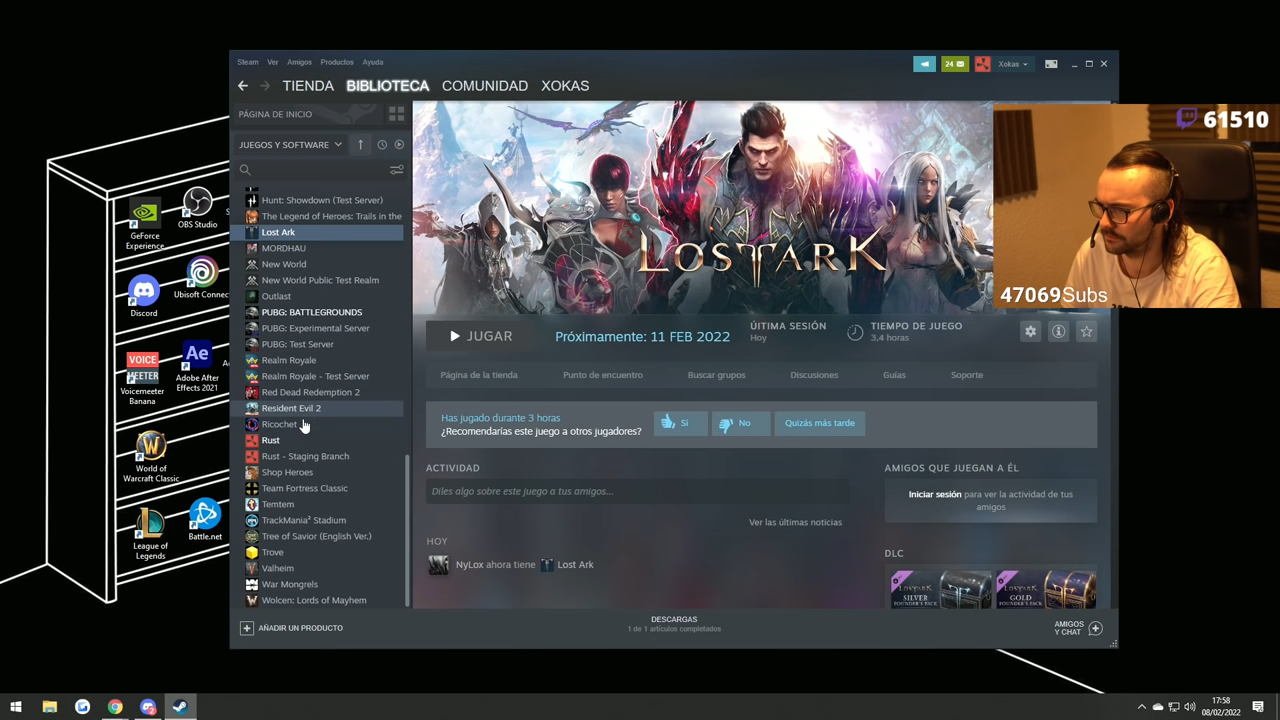 Steam Ver Amigos Productos Ayuda
24 Xokas
TIENDA BIBLIOTECA COMUNIDAD XOKAS
PÁGINA DE INICIO
JUEGOS Y SOFTWARE
Hunt: Showdown (Test Server)
The Legend of Heroes: Trails in the
Lost Ark
MORDHAU
New World
New World Public Test Realm
Outlast
PUBG: BATTLEGROUNDS
PUBG: Experimental Server
PUBG: Test Server
Realm Royale
Realm Royale - Test Server
Red Dead Redemption 2
Resident Evil 2
Ricochet
Rust
Rust - Staging Branch
Shop Heroes
Team Fortress Classic
Temtem
TrackMania² Stadium
Tree of Savior (English Ver.)
Trove
Valheim
War Mongrels
Wolcen: Lords of Mayhem
AÑADIR UN PRODUCTO
LOST ARK
JUGAR
Próximamente: 11 FEB 2022
ÚLTIMA SESIÓN
Hoy
TIEMPO DE JUEGO
3,4 horas
Página de la tienda Punto de encuentro Buscar grupos Discusiones Guías Soporte
Has jugado durante 3 horas
¿Recomendarías este juego a otros jugadores?
Sí No Quizás más tarde
ACTIVIDAD
Diles algo sobre este juego a tus amigos...
Ver las últimas noticias
HOY
NyLox ahora tiene Lost Ark
AMIGOS QUE JUEGAN A ÉL
Iniciar sesión para ver la actividad de tus
amigos
DLC
LOST ARK
SILVER
FOUNDER'S PACK
LOST ARK
GOLD
FOUNDER'S PACK
DESCARGAS
1 de 1 artículos completados
AMIGOS
Y CHAT
61510
47069Subs
GeForce
Experience
OBS Studio
S
Discord
Ubisoft Connec
VOICE
MEETER
Voicemeeter
Banana
Ae
Adobe After
Effects 2021
A
World of
Warcraft Classic
League of
Legends
Battle.net
17:58
08/02/2022